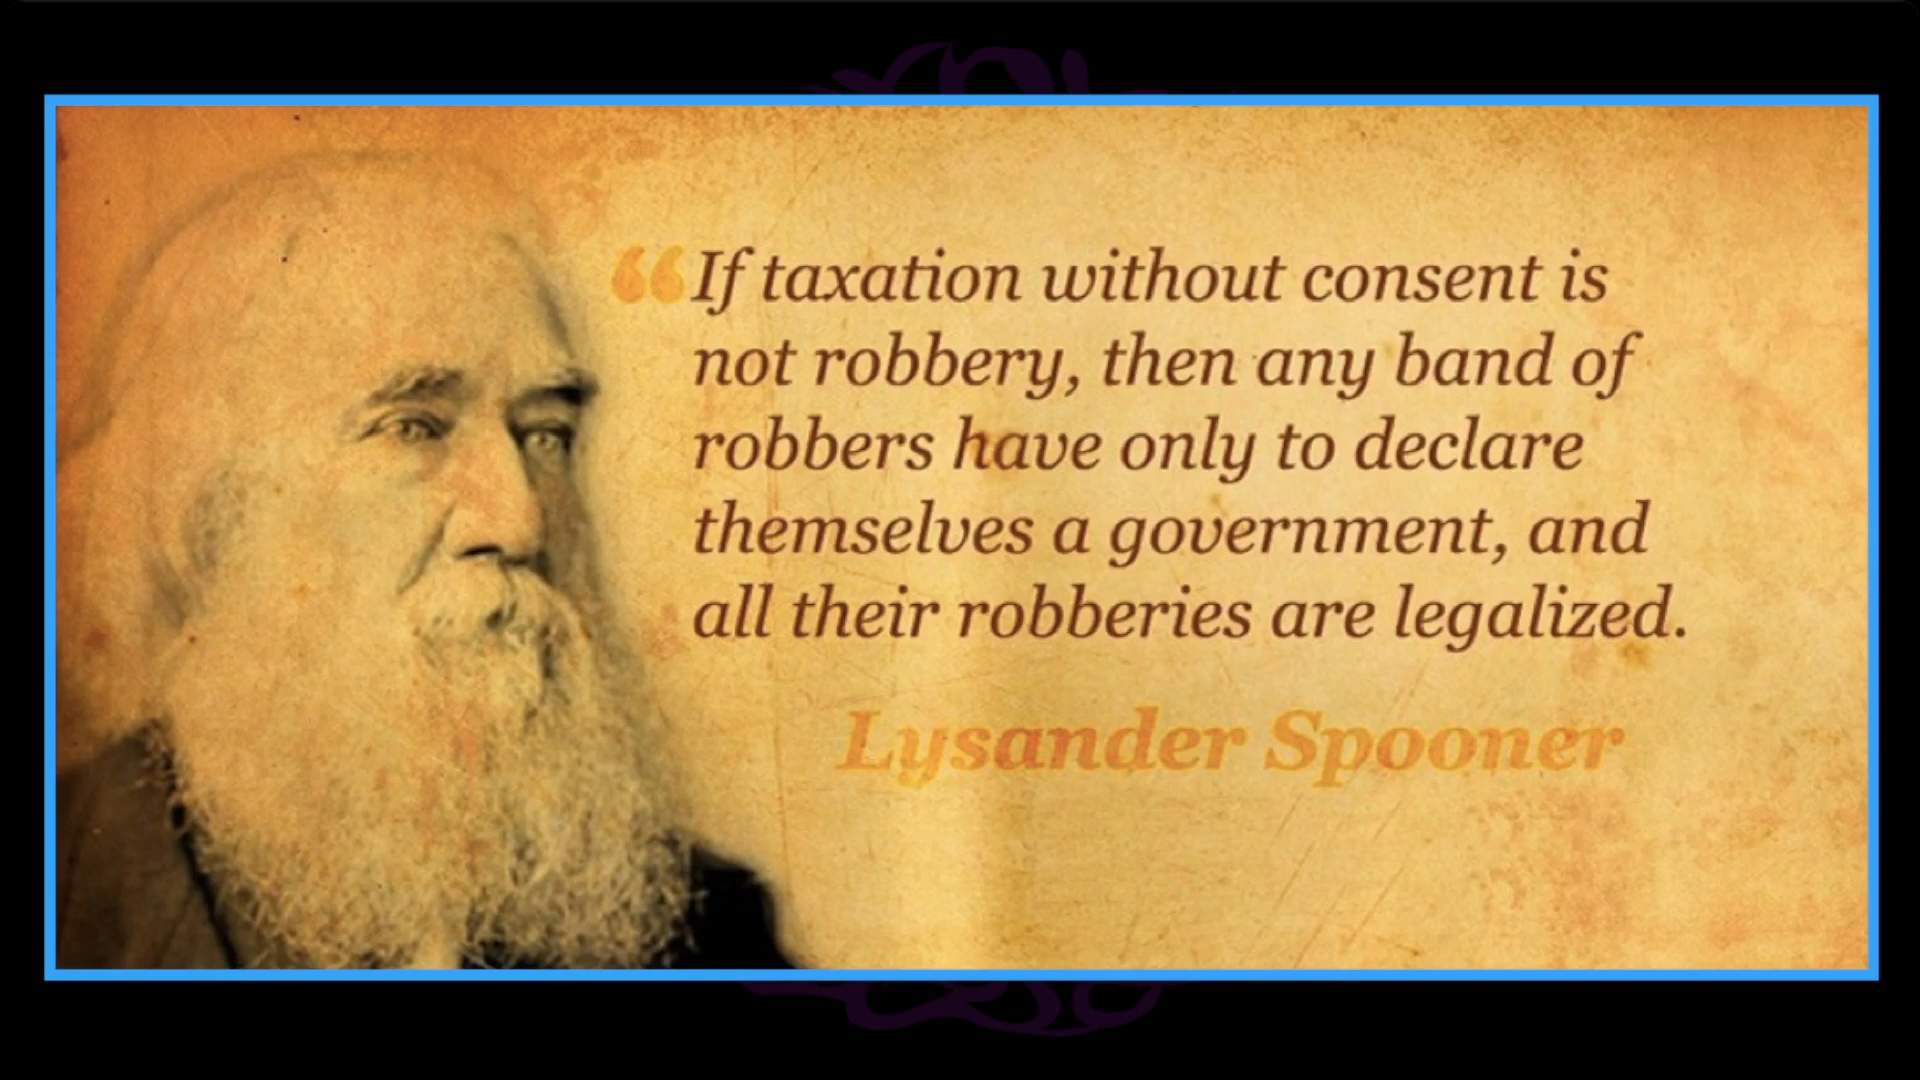 “If taxation without consent is
not robbery, then any band of
robbers have only to declare
themselves a government, and
all their robberies are legalized.
Lysander Spooner